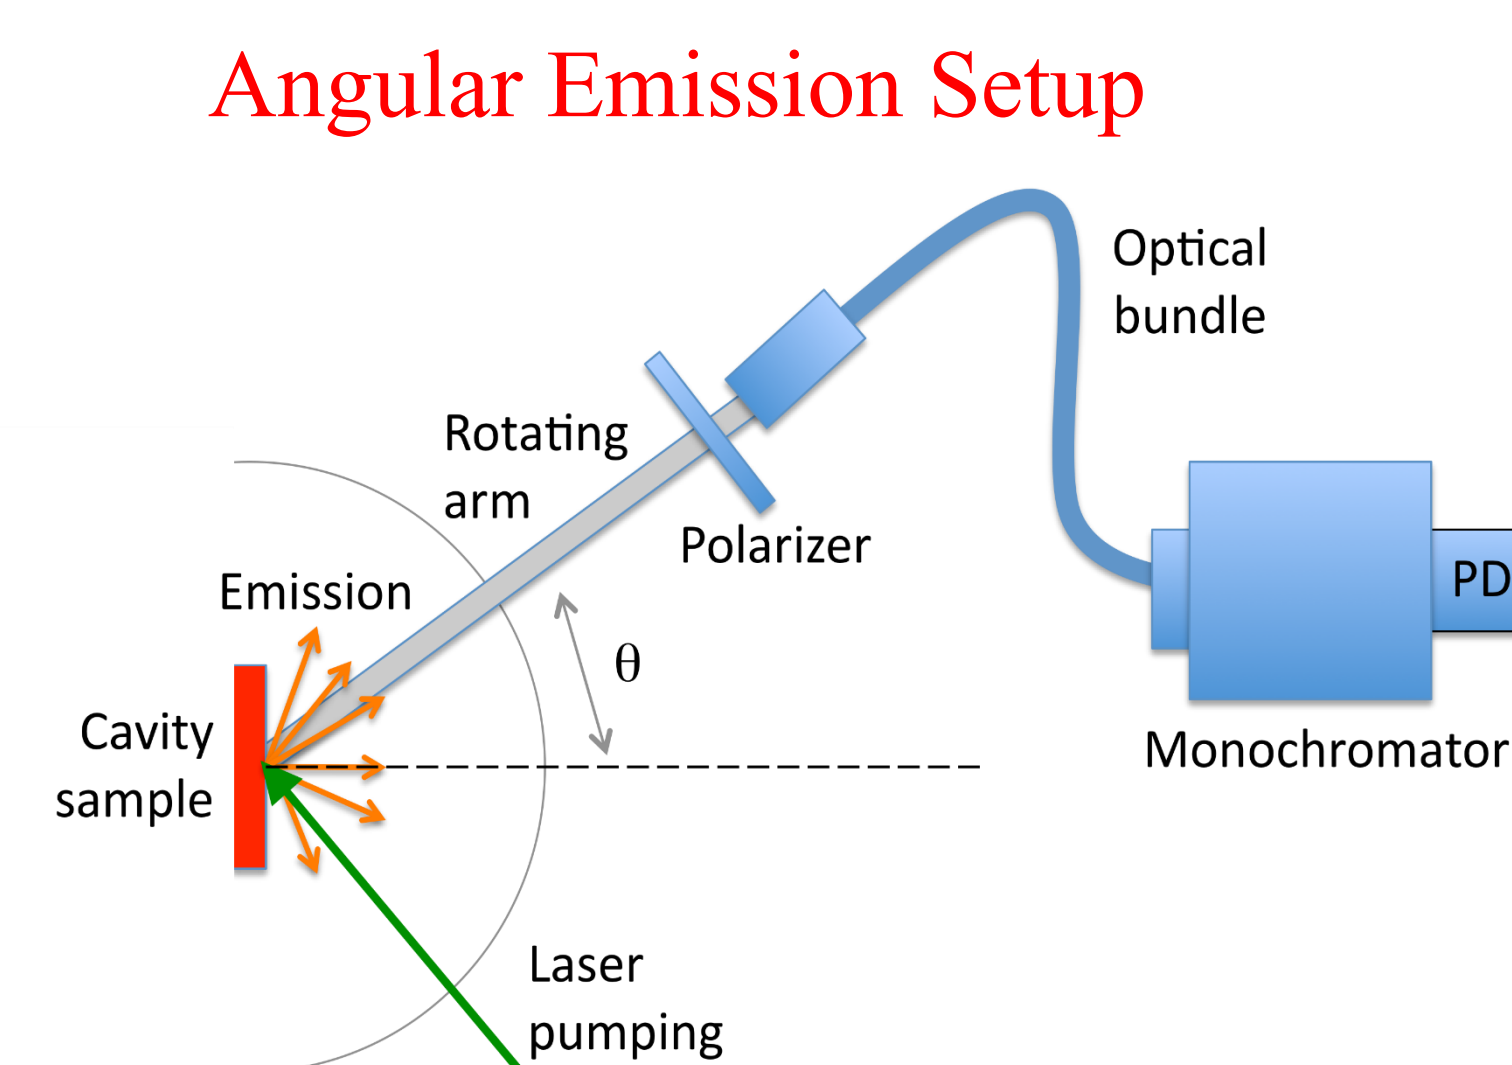 Angular Emission Setup
Optical
bundle
Rotating
arm
Polarizer
Emission
θ
PD
Cavity
sample
Monochromator
Laser
pumping